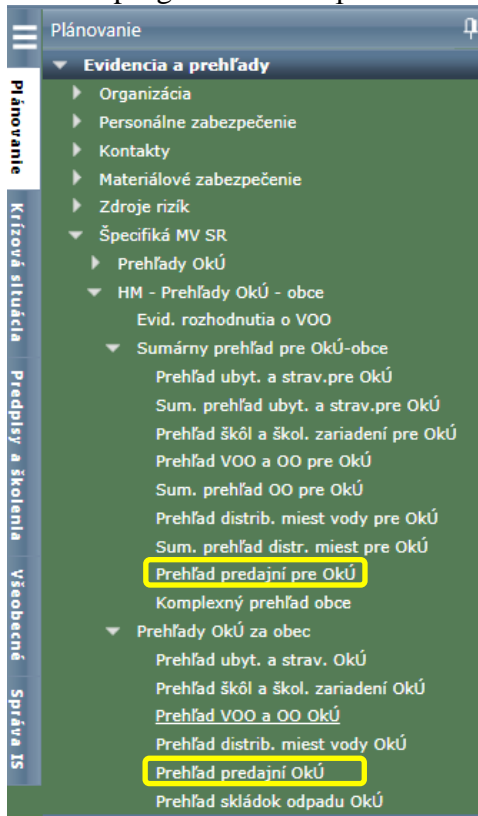 Plánovanie
Evidencia a prehľady
Organizácia
Personálne zabezpečenie
Kontakty
Materiálové zabezpečenie
Zdroje rizík
Špecifiká MV SR
Prehľady OkÚ
HM - Prehľady OkÚ - obce
Evid. rozhodnutia o VOO
Sumárny prehľad pre OkÚ-obce
Prehľad ubyt. a strav.pre OkÚ
Sum. prehľad ubyt. a strav.pre OkÚ
Prehľad škôl a škol. zariadení pre OkÚ
Prehľad VOO a OO pre OkÚ
Sum. prehľad OO pre OkÚ
Prehľad distrib. miest vody pre OkÚ
Sum. prehľad distr. miest pre OkÚ
Prehľad predajní pre OkÚ
Komplexný prehľad obce
Prehľady OkÚ za obec
Prehľad ubyt. a strav. OkÚ
Prehľad škôl a škol. zariadení OkÚ
Prehľad VOO a OO OkÚ
Prehľad distrib. miest vody OkÚ
Prehľad predajní OkÚ
Prehľad skládok odpadu OkÚ
Plánovanie
Krízová situácia
Predpisy a školenia
Všeobecné
Správa IS